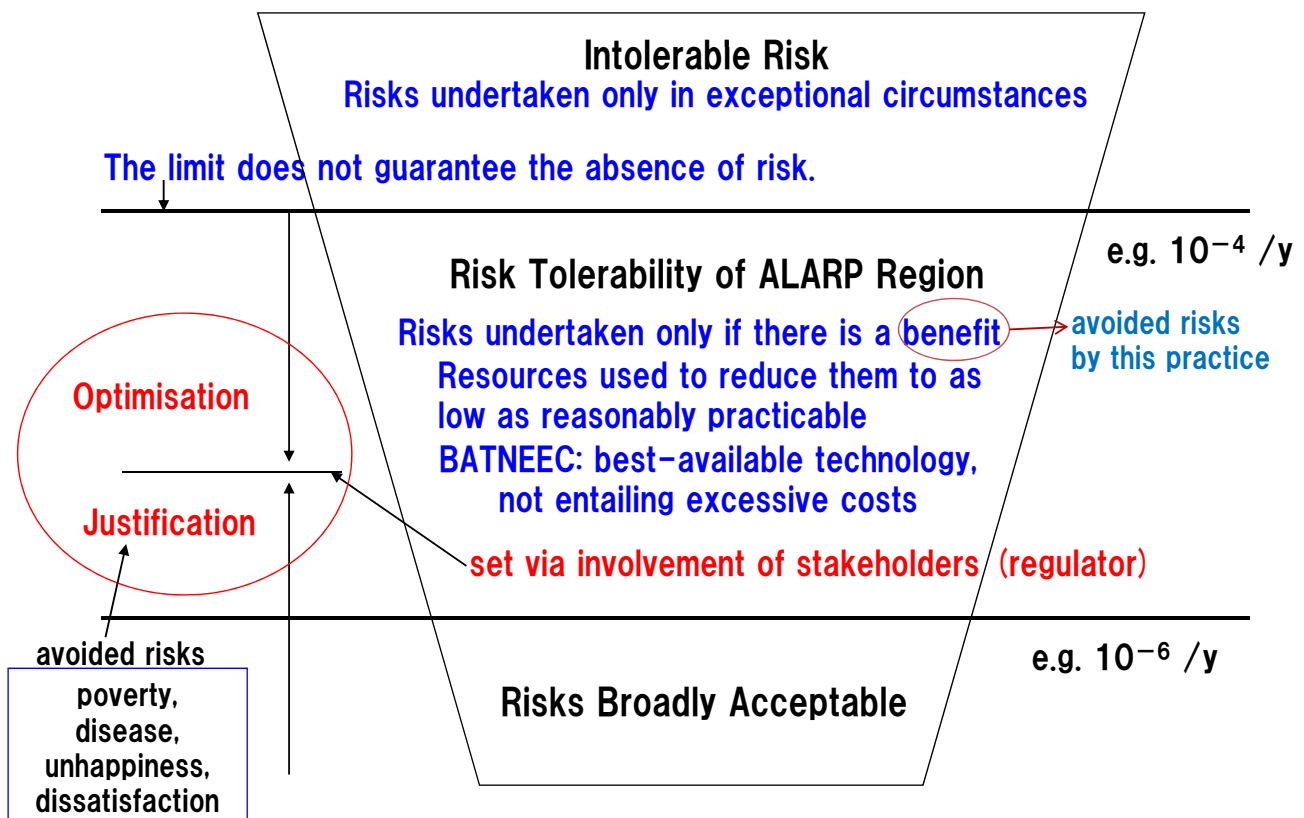 Intolerable Risk
Risks undertaken only in exceptional circumstances
The limit does not guarantee the absence of risk.
e.g. 10⁻⁴ /y
Risk Tolerability of ALARP Region
Risks undertaken only if there is a benefit
avoided risks
by this practice
Resources used to reduce them to as
low as reasonably practicable
BATNEEC: best-available technology,
not entailing excessive costs
Optimisation
Justification
set via involvement of stakeholders (regulator)
avoided risks
poverty,
disease,
unhappiness,
dissatisfaction
e.g. 10⁻⁶ /y
Risks Broadly Acceptable